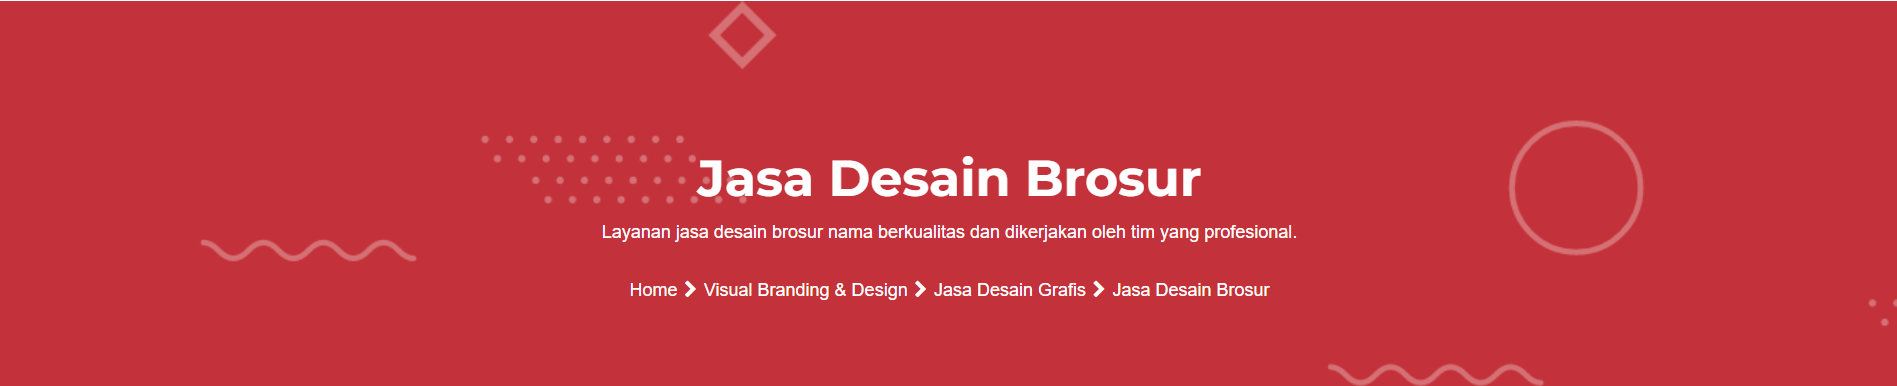 Jasa Desain Brosur
Layanan jasa desain brosur nama berkualitas dan dikerjakan oleh tim yang profesional.
Home > Visual Branding & Design > Jasa Desain Grafis > Jasa Desain Brosur